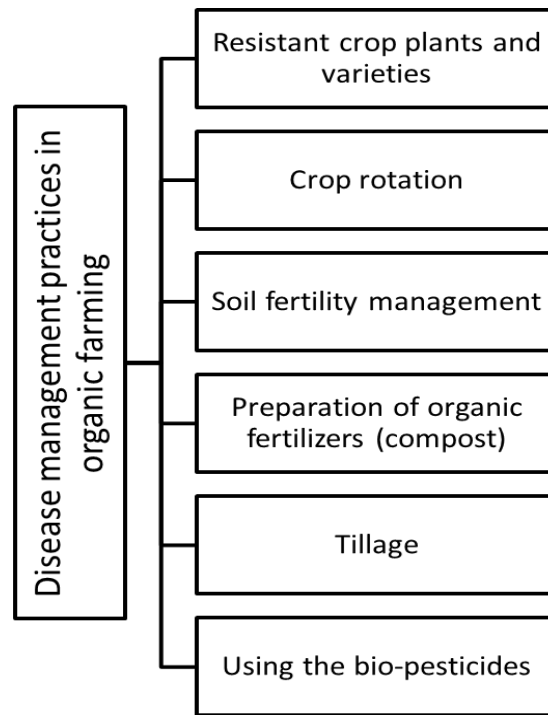 Disease management practices in
organic farming
Resistant crop plants and
varieties
Crop rotation
Soil fertility management
Preparation of organic
fertilizers (compost)
Tillage
Using the bio-pesticides